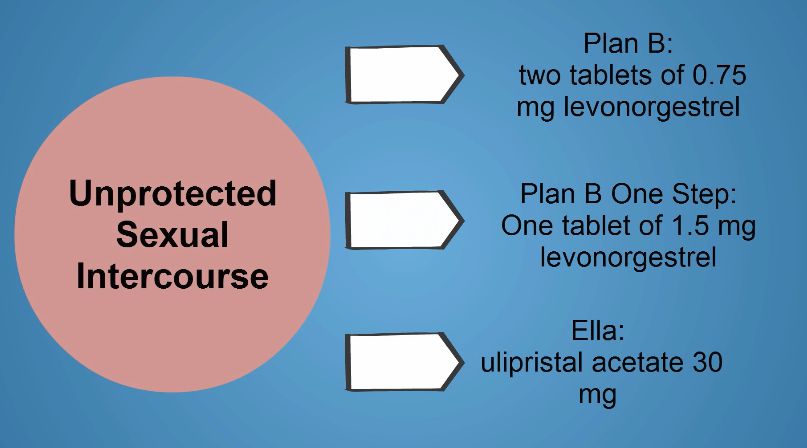 Unprotected
Sexual
Intercourse
Plan B:
two tablets of 0.75
mg levonorgestrel
Plan B One Step:
One tablet of 1.5 mg
levonorgestrel
Ella:
ulipristal acetate 30
mg